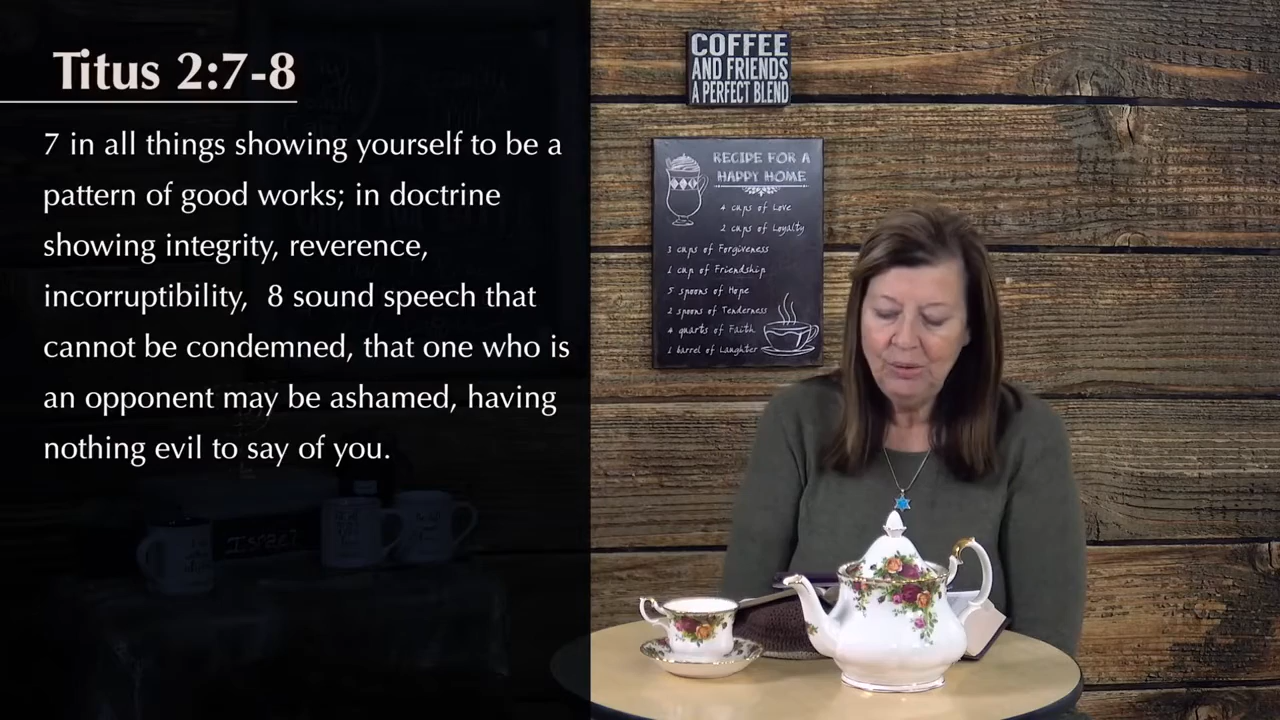 Titus 2:7-8
7 in all things showing yourself to be a
pattern of good works; in doctrine
showing integrity, reverence,
incorruptibility,  8 sound speech that
cannot be condemned, that one who is
an opponent may be ashamed, having
nothing evil to say of you.
COFFEE
AND FRIENDS
A PERFECT BLEND
RECIPE FOR A
HAPPY HOME
4 cups of Love
2 cups of Loyalty
3 cups of Forgiveness
1 cup of Friendship
5 spoons of Hope
2 spoons of Tenderness
4 quarts of Faith
1 barrel of Laughter